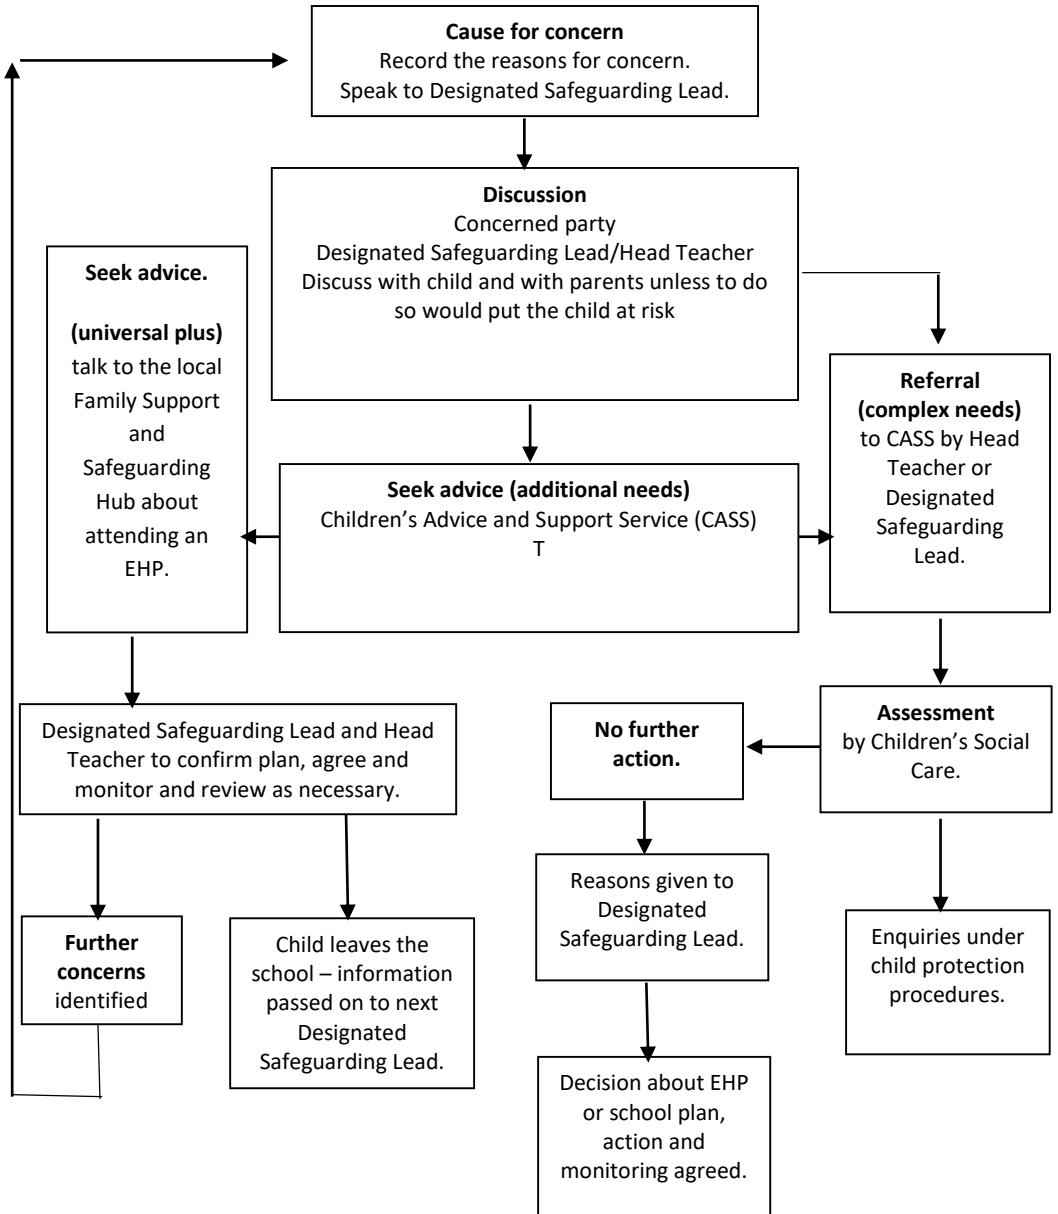 Cause for concern
Record the reasons for concern.
Speak to Designated Safeguarding Lead.
Discussion
Concerned party
Designated Safeguarding Lead/Head Teacher
Discuss with child and with parents unless to do
so would put the child at risk
Seek advice.
(universal plus)
talk to the local
Family Support
and
Safeguarding
Hub about
attending an
EHP.
Seek advice (additional needs)
Children’s Advice and Support Service (CASS)
T
Referral
(complex needs)
to CASS by Head
Teacher or
Designated
Safeguarding
Lead.
Designated Safeguarding Lead and Head
Teacher to confirm plan, agree and
monitor and review as necessary.
No further
action.
Assessment
by Children’s Social
Care.
Further
concerns
identified
Child leaves the
school – information
passed on to next
Designated
Safeguarding Lead.
Reasons given to
Designated
Safeguarding Lead.
Enquiries under
child protection
procedures.
Decision about EHP
or school plan,
action and
monitoring agreed.